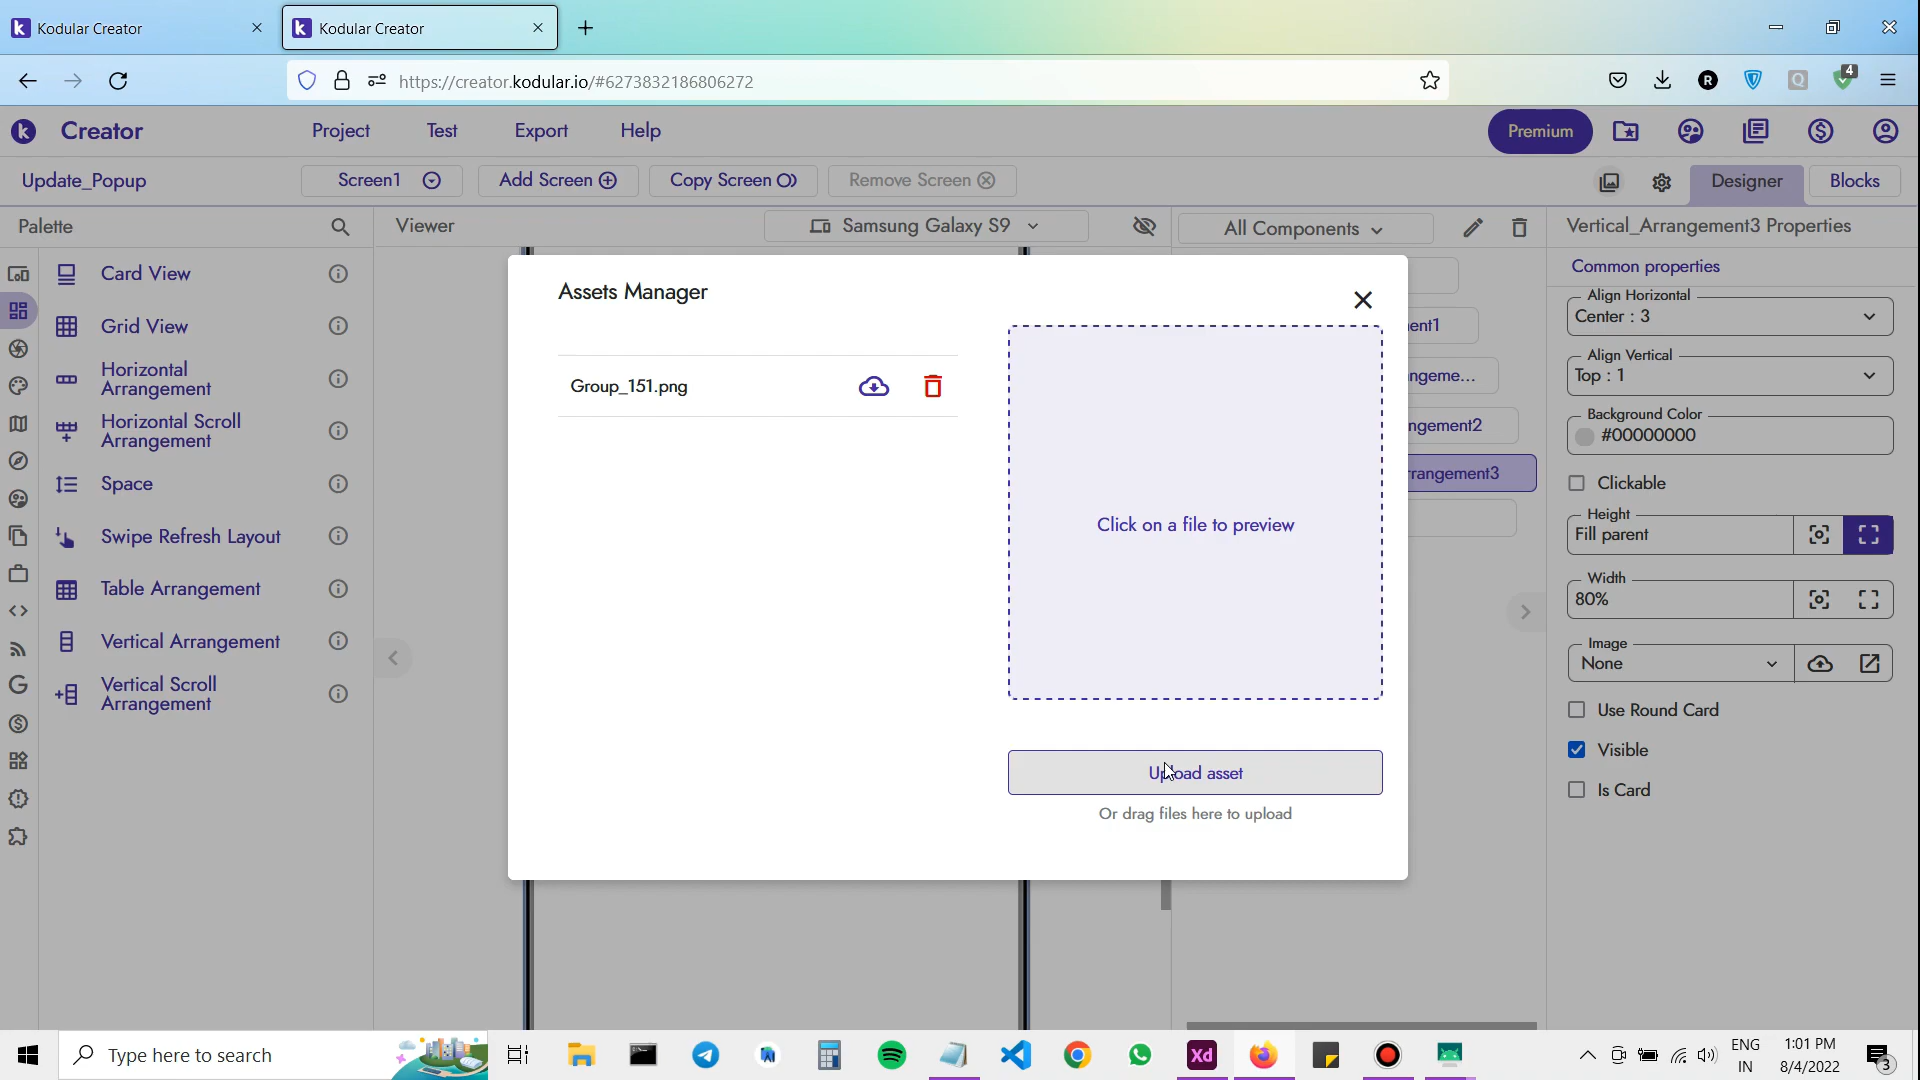 Kodular Creator
Kodular Creator
https://creator.kodular.io/#6273832186806272
R
Q
4
Creator
Project
Test
Export
Help
Premium
Update_Popup
Screen1
Add Screen
Copy Screen
Remove Screen
Designer
Blocks
Palette
Viewer
Samsung Galaxy S9
All Components
Vertical_Arrangement3 Properties
Card View
Grid View
Horizontal
Arrangement
Horizontal Scroll
Arrangement
Space
Swipe Refresh Layout
Table Arrangement
Vertical Arrangement
Vertical Scroll
Arrangement
Assets Manager
Group_151.png
Click on a file to preview
Upload asset
Or drag files here to upload
ent1
ngeme...
ngement2
rrangement3
Common properties
Align Horizontal
Center : 3
Align Vertical
Top : 1
Background Color
#00000000
Clickable
Height
Fill parent
Width
80%
Image
None
Use Round Card
Visible
Is Card
Type here to search
Xd
ENG
IN
1:01 PM
8/4/2022
3